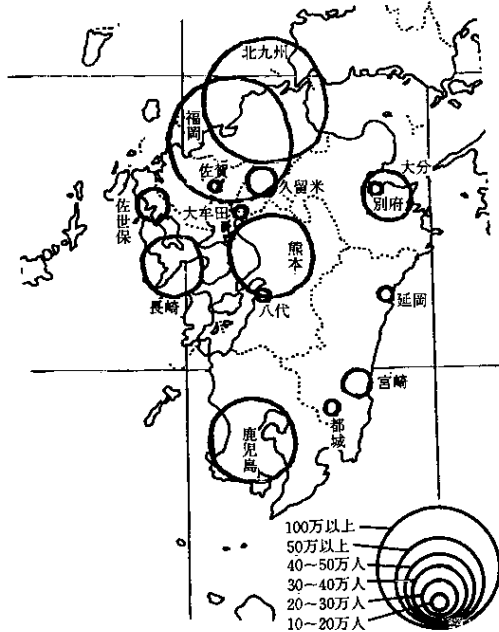 北九州
福岡
佐賀
久留米
大分
別府
佐世保
大牟田
熊本
長崎
八代
延岡
宮崎
都城
鹿児島
100万以上
50万以上
40〜50万人
30〜40万人
20〜30万人
10〜20万人